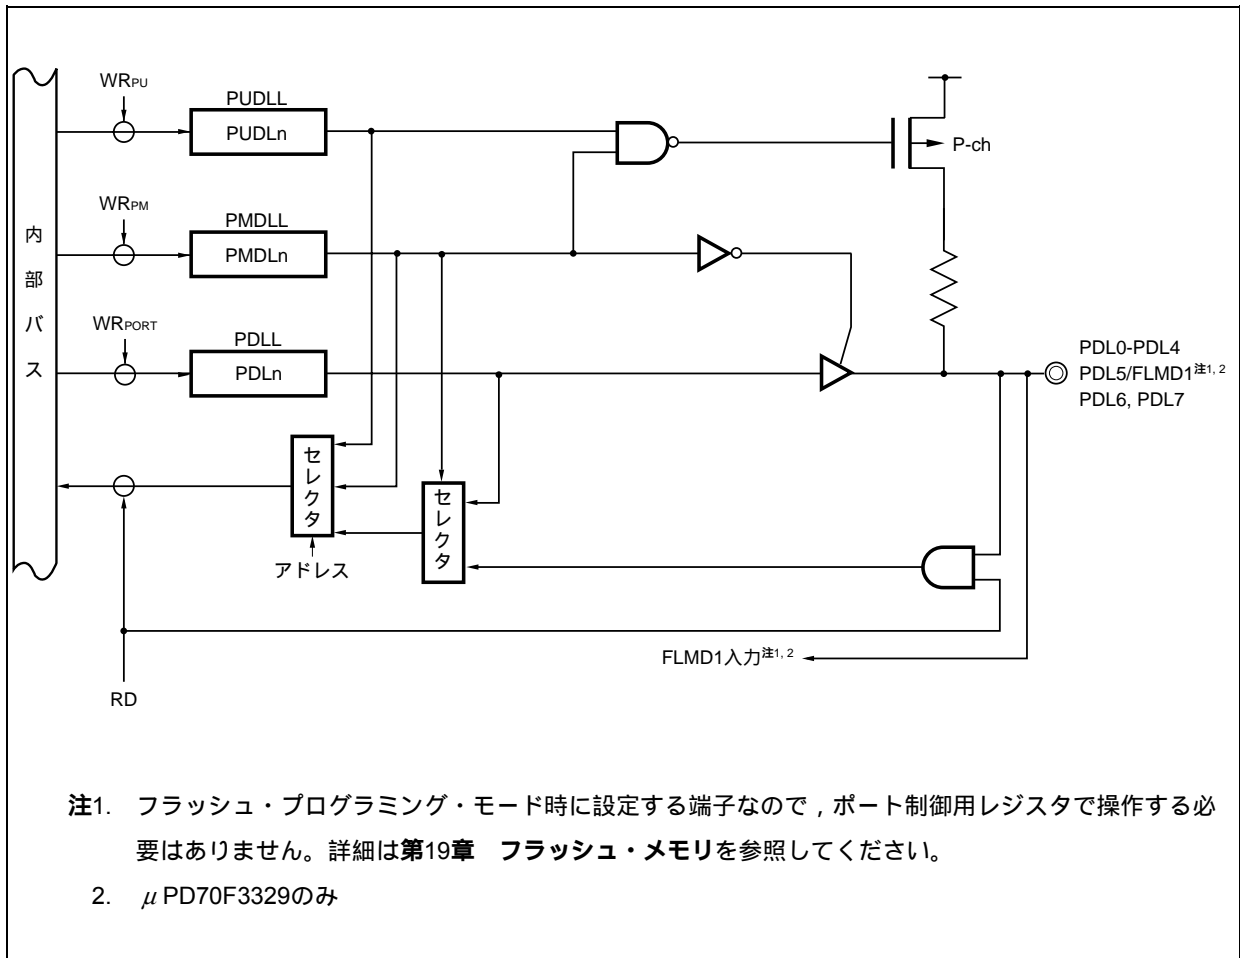 WRPU
PUDLL
PUDLn
P-ch
WRPM
PMDLL
PMDLn
内部バス
WRPORT
PDLL
PDLn
PDL0-PDL4
PDL5/FLMD1注1, 2
PDL6, PDL7
セレクタ
セレクタ
アドレス
FLMD1入力注1, 2
RD
注1. フラッシュ・プログラミング・モード時に設定する端子なので，ポート制御用レジスタで操作する必
要はありません。詳細は第19章 フラッシュ・メモリを参照してください。
2. μ PD70F3329のみ